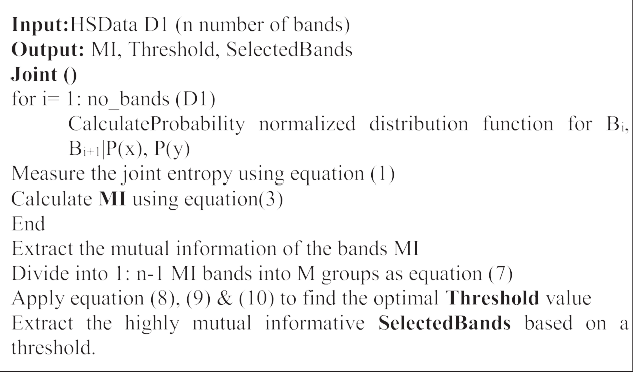 Input:HSData D1 (n number of bands)
Output: MI, Threshold, SelectedBands
Joint ()
for i= 1: no_bands (D1)
CalculateProbability normalized distribution function for Bi,
Bi+1|P(x), P(y)
Measure the joint entropy using equation (1)
Calculate MI using equation(3)
End
Extract the mutual information of the bands MI
Divide into 1: n-1 MI bands into M groups as equation (7)
Apply equation (8), (9) & (10) to find the optimal Threshold value
Extract the highly mutual informative SelectedBands based on a
threshold.